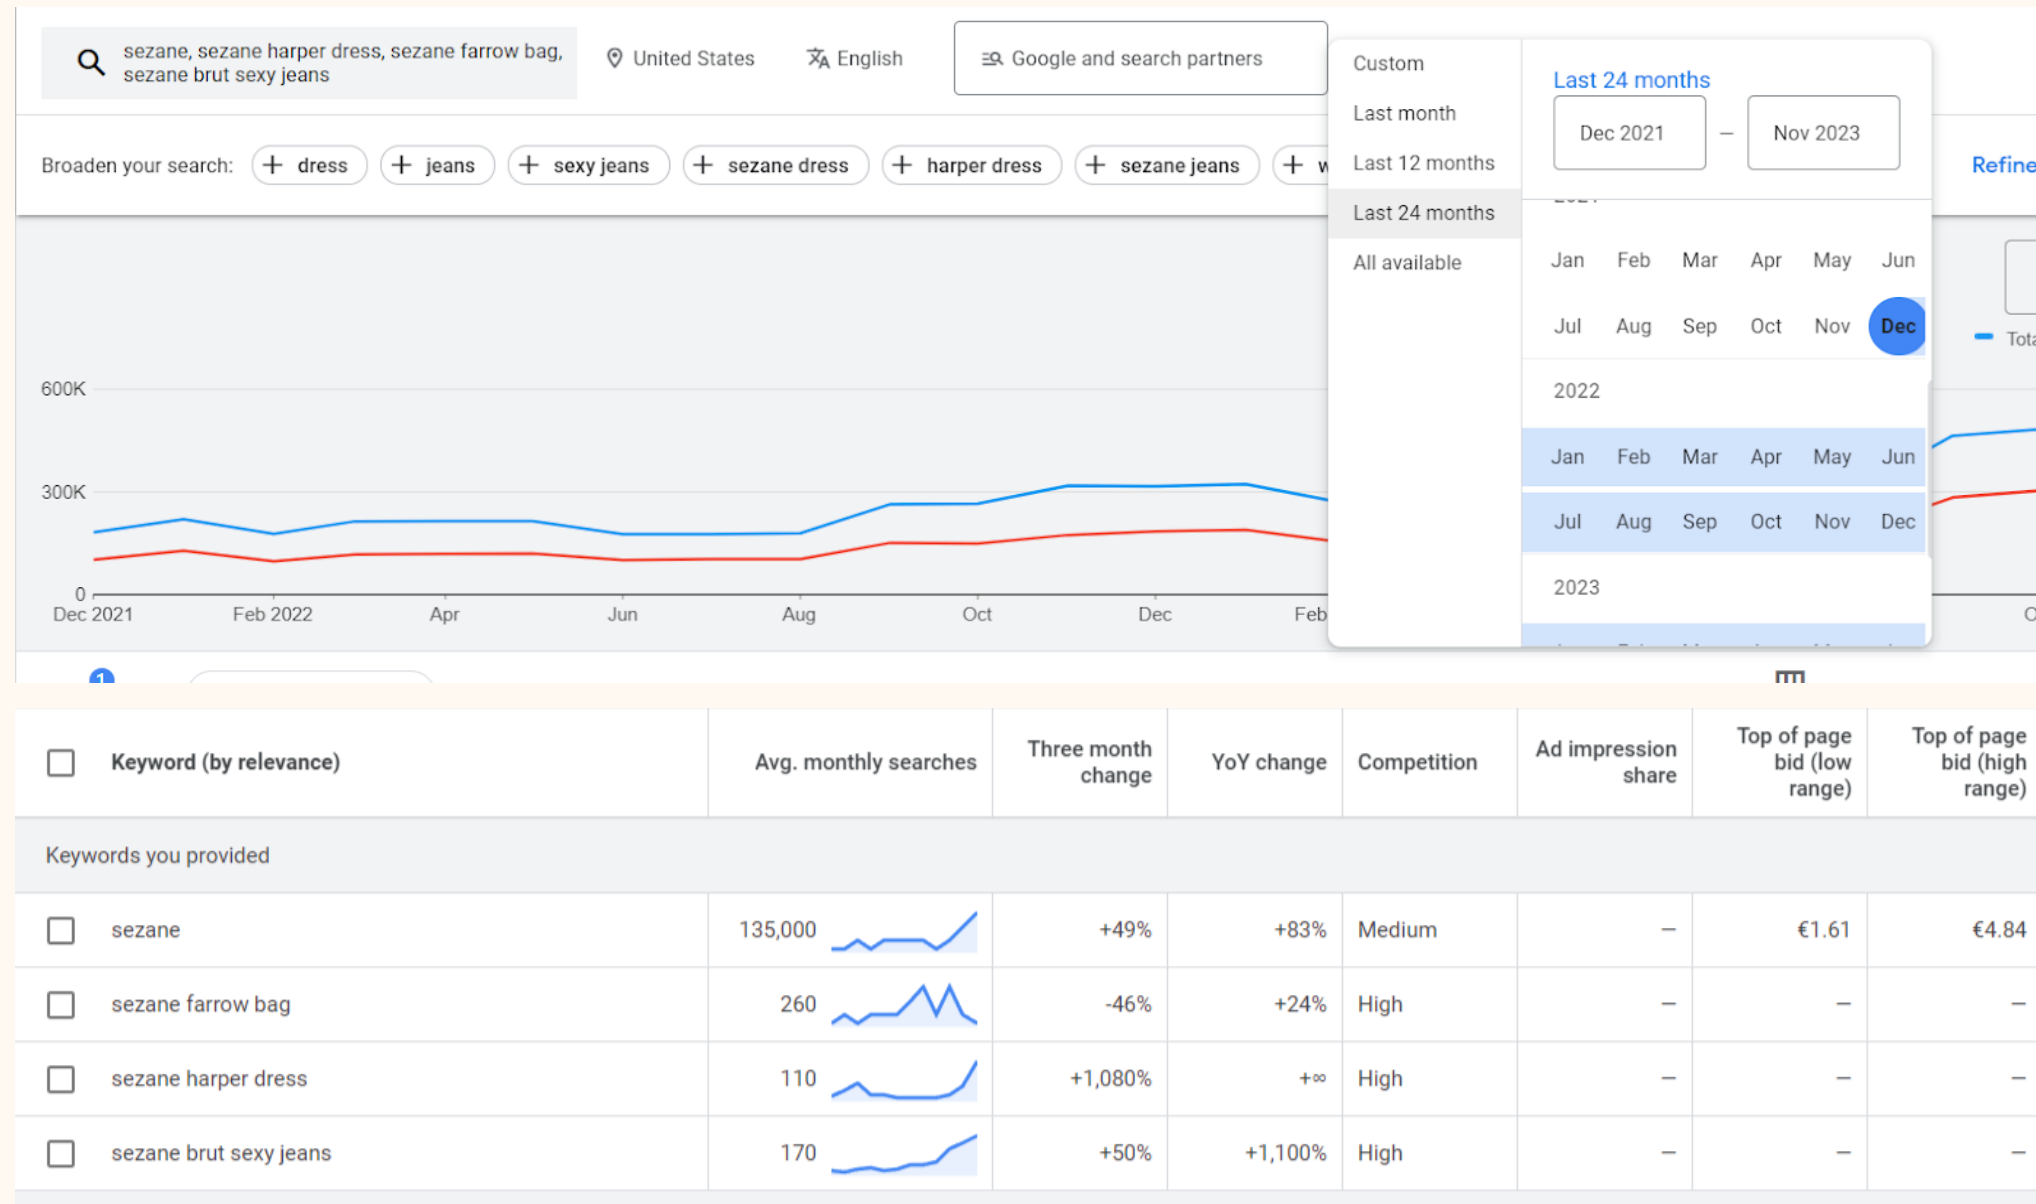 sezane, sezane harper dress, sezane farrow bag,
sezane brut sexy jeans
United States
English
Google and search partners
Custom
Last month
Last 12 months
Last 24 months
All available
Last 24 months
Dec 2021 – Nov 2023
Jan Feb Mar Apr May Jun
Jul Aug Sep Oct Nov Dec
2022
Jan Feb Mar Apr May Jun
Jul Aug Sep Oct Nov Dec
2023
Broaden your search: + dress + jeans + sexy jeans + sezane dress + harper dress + sezane jeans +
Refine
600K
300K
0
Dec 2021 Feb 2022 Apr Jun Aug Oct Dec Feb
1
Keyword (by relevance)
Avg. monthly searches
Three month
change
YoY change
Competition
Ad impression
share
Top of page
bid (low
range)
Top of page
bid (high
range)
Keywords you provided
sezane 135,000 +49% +83% Medium – €1.61 €4.84
sezane farrow bag 260 -46% +24% High – – –
sezane harper dress 110 +1,080% +∞ High – – –
sezane brut sexy jeans 170 +50% +1,100% High – – –